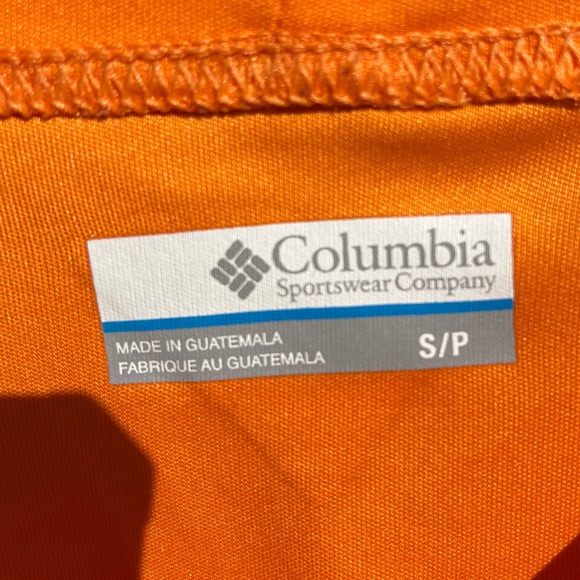 Columbia
Sportswear Company
MADE IN GUATEMALA
FABRIQUE AU GUATEMALA
S/P